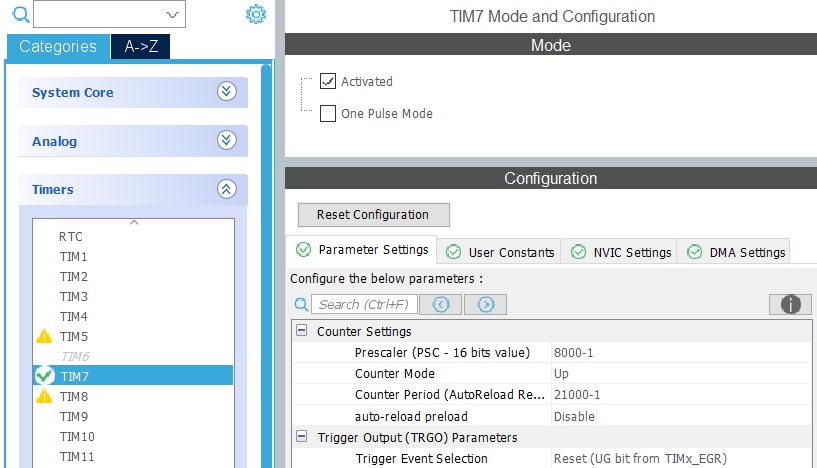 Categories
A->Z
System Core
Analog
Timers
RTC
TIM1
TIM2
TIM3
TIM4
TIM5
TIM6
TIM7
TIM8
TIM9
TIM10
TIM11
TIM7 Mode and Configuration
Mode
Activated
One Pulse Mode
Configuration
Reset Configuration
Parameter Settings
User Constants
NVIC Settings
DMA Settings
Configure the below parameters :
Search (Ctrl+F)
Counter Settings
Prescaler (PSC - 16 bits value) 8000-1
Counter Mode Up
Counter Period (AutoReload Re... 21000-1
auto-reload preload Disable
Trigger Output (TRGO) Parameters
Trigger Event Selection Reset (UG bit from TIMx_EGR)